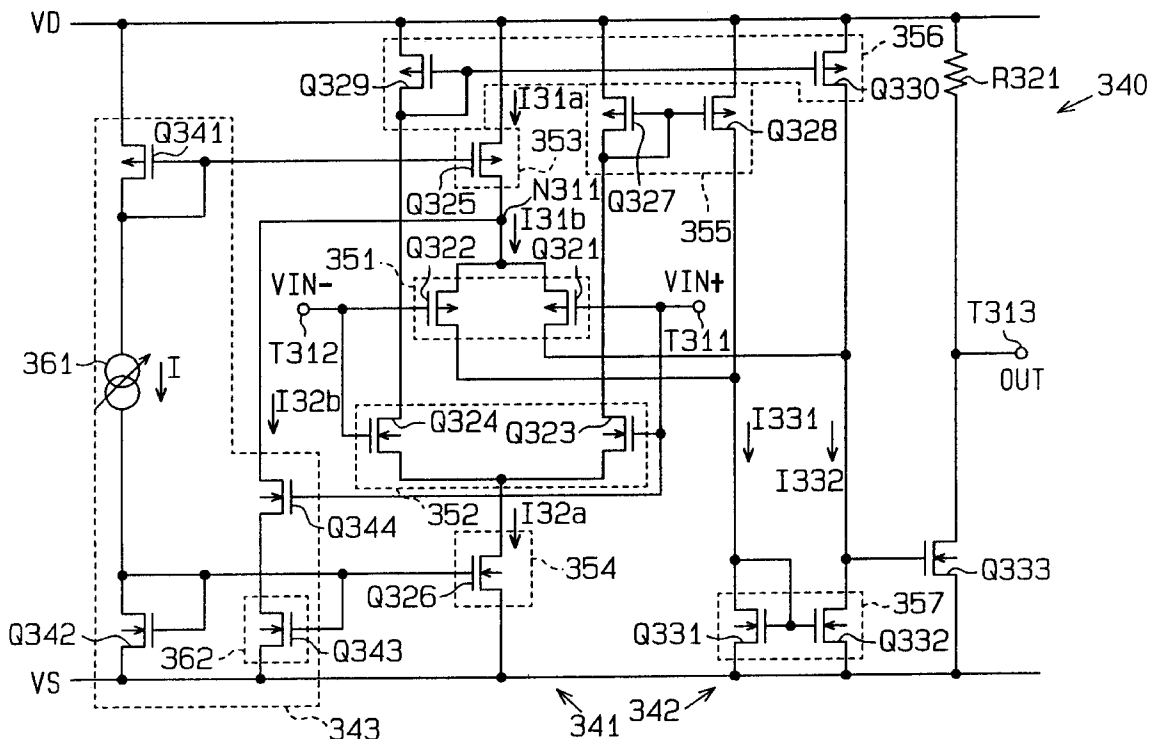 VD
356
Q329
Q330
R321
340
I31a
Q341
353
Q328
Q325
N311
Q327
I31b
355
351
Q322
Q321
VIN-
VIN+
T313
T312
T311
361
I
OUT
I32b
Q324
Q323
I331
I332
352
I32a
Q344
354
Q333
Q326
357
Q342
362
Q343
Q331
Q332
VS
343
341
342